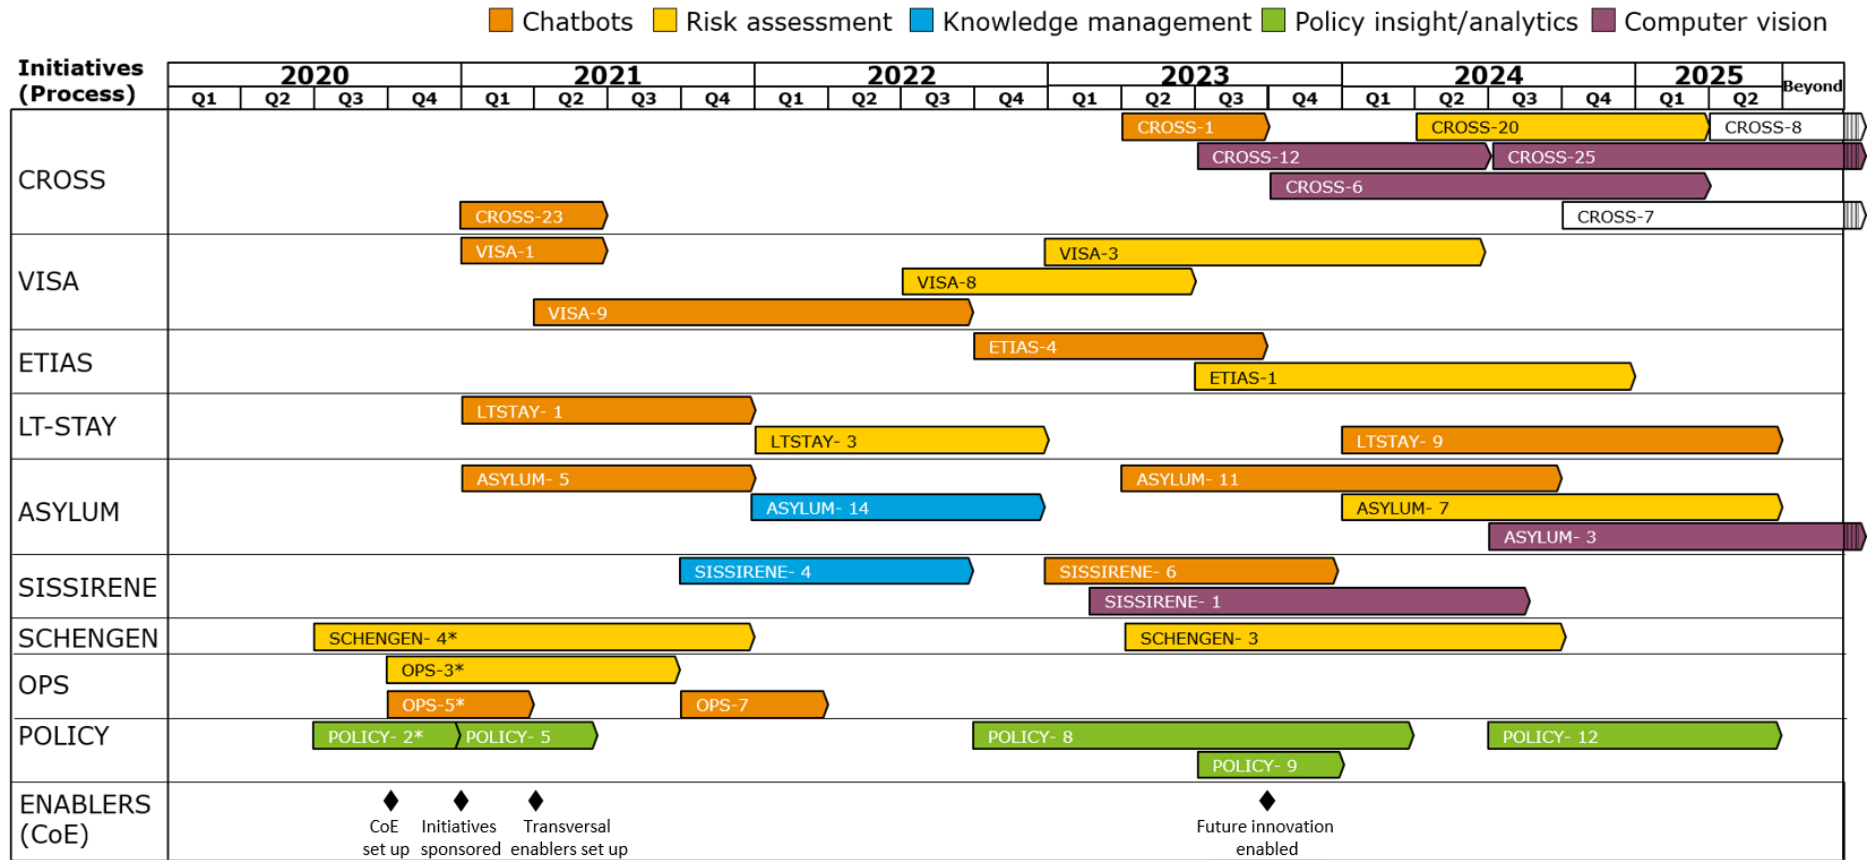 Chatbots Risk assessment Knowledge management Policy insight/analytics Computer vision
Initiatives
(Process)
2020 2021 2022 2023 2024 2025
Beyond
Q1 Q2 Q3 Q4 Q1 Q2 Q3 Q4 Q1 Q2 Q3 Q4 Q1 Q2 Q3 Q4 Q1 Q2 Q3 Q4 Q1 Q2
CROSS
CROSS-1 CROSS-20 CROSS-8
CROSS-12 CROSS-25
CROSS-6
CROSS-23 CROSS-7
VISA
VISA-1 VISA-3
VISA-8
VISA-9
ETIAS
ETIAS-4
ETIAS-1
LT-STAY
LTSTAY- 1
LTSTAY- 3 LTSTAY- 9
ASYLUM
ASYLUM- 5 ASYLUM- 11
ASYLUM- 14 ASYLUM- 7
ASYLUM- 3
SISSIRENE
SISSIRENE- 4 SISSIRENE- 6
SISSIRENE- 1
SCHENGEN
SCHENGEN- 4* SCHENGEN- 3
OPS
OPS-3*
OPS-5* OPS-7
POLICY
POLICY- 2* POLICY- 5 POLICY- 8 POLICY- 12
POLICY- 9
ENABLERS
(CoE)
CoE
set up
Initiatives
sponsored
Transversal
enablers set up
Future innovation
enabled